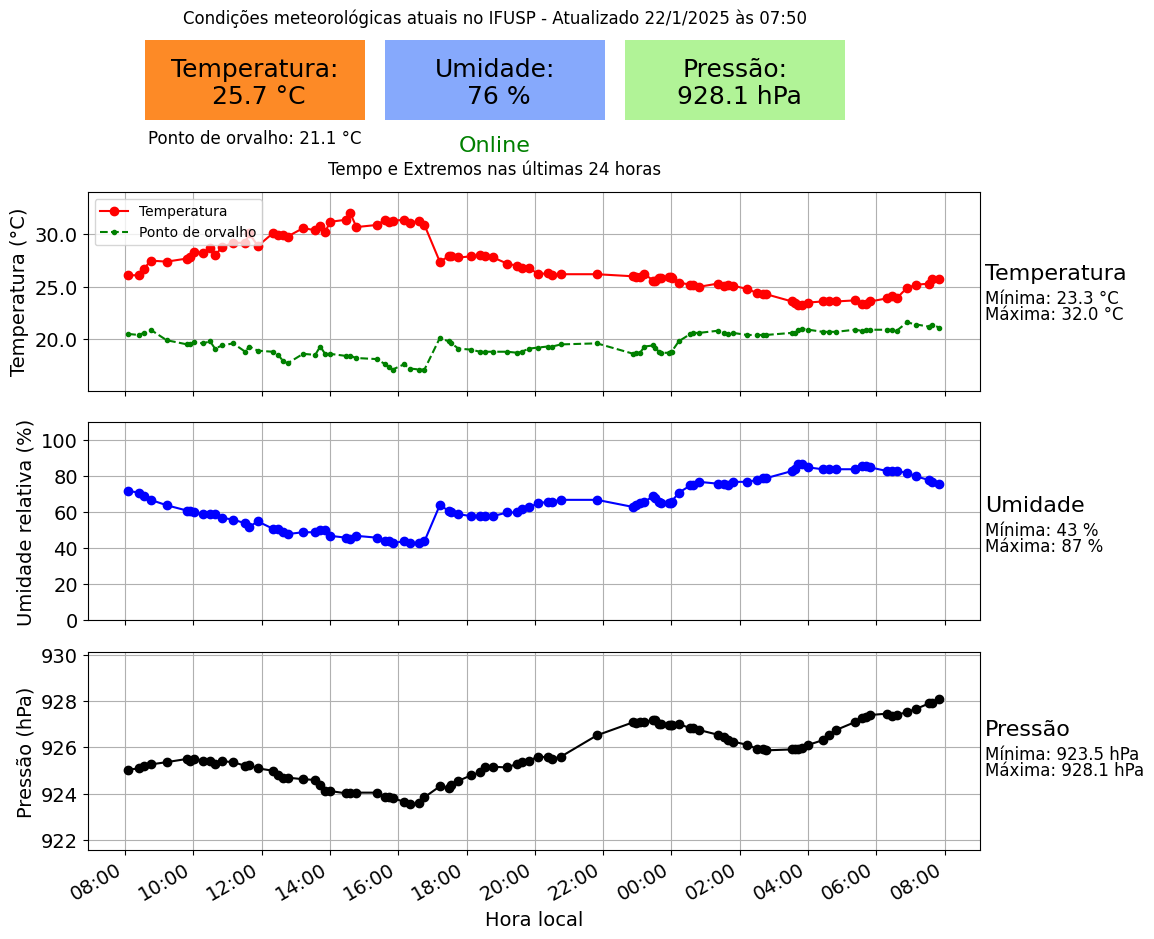 Condições meteorológicas atuais no IFUSP - Atualizado 22/1/2025 às 07:50
Temperatura:
25.7 °C
Umidade:
76 %
Pressão:
928.1 hPa
Ponto de orvalho: 21.1 °C
Online
Tempo e Extremos nas últimas 24 horas
Temperatura (°C)
30.0
25.0
20.0
Temperatura
Ponto de orvalho
Temperatura
Mínima: 23.3 °C
Máxima: 32.0 °C
Umidade relativa (%)
100
80
60
40
20
0
Umidade
Mínima: 43 %
Máxima: 87 %
Pressão (hPa)
930
928
926
924
922
Pressão
Mínima: 923.5 hPa
Máxima: 928.1 hPa
08:00 10:00 12:00 14:00 16:00 18:00 20:00 22:00 00:00 02:00 04:00 06:00 08:00
Hora local